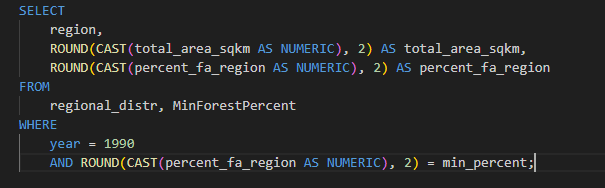 SELECT
region,
ROUND(CAST(total_area_sqkm AS NUMERIC), 2) AS total_area_sqkm,
ROUND(CAST(percent_fa_region AS NUMERIC), 2) AS percent_fa_region
FROM
regional_distr, MinForestPercent
WHERE
year = 1990
AND ROUND(CAST(percent_fa_region AS NUMERIC), 2) = min_percent;